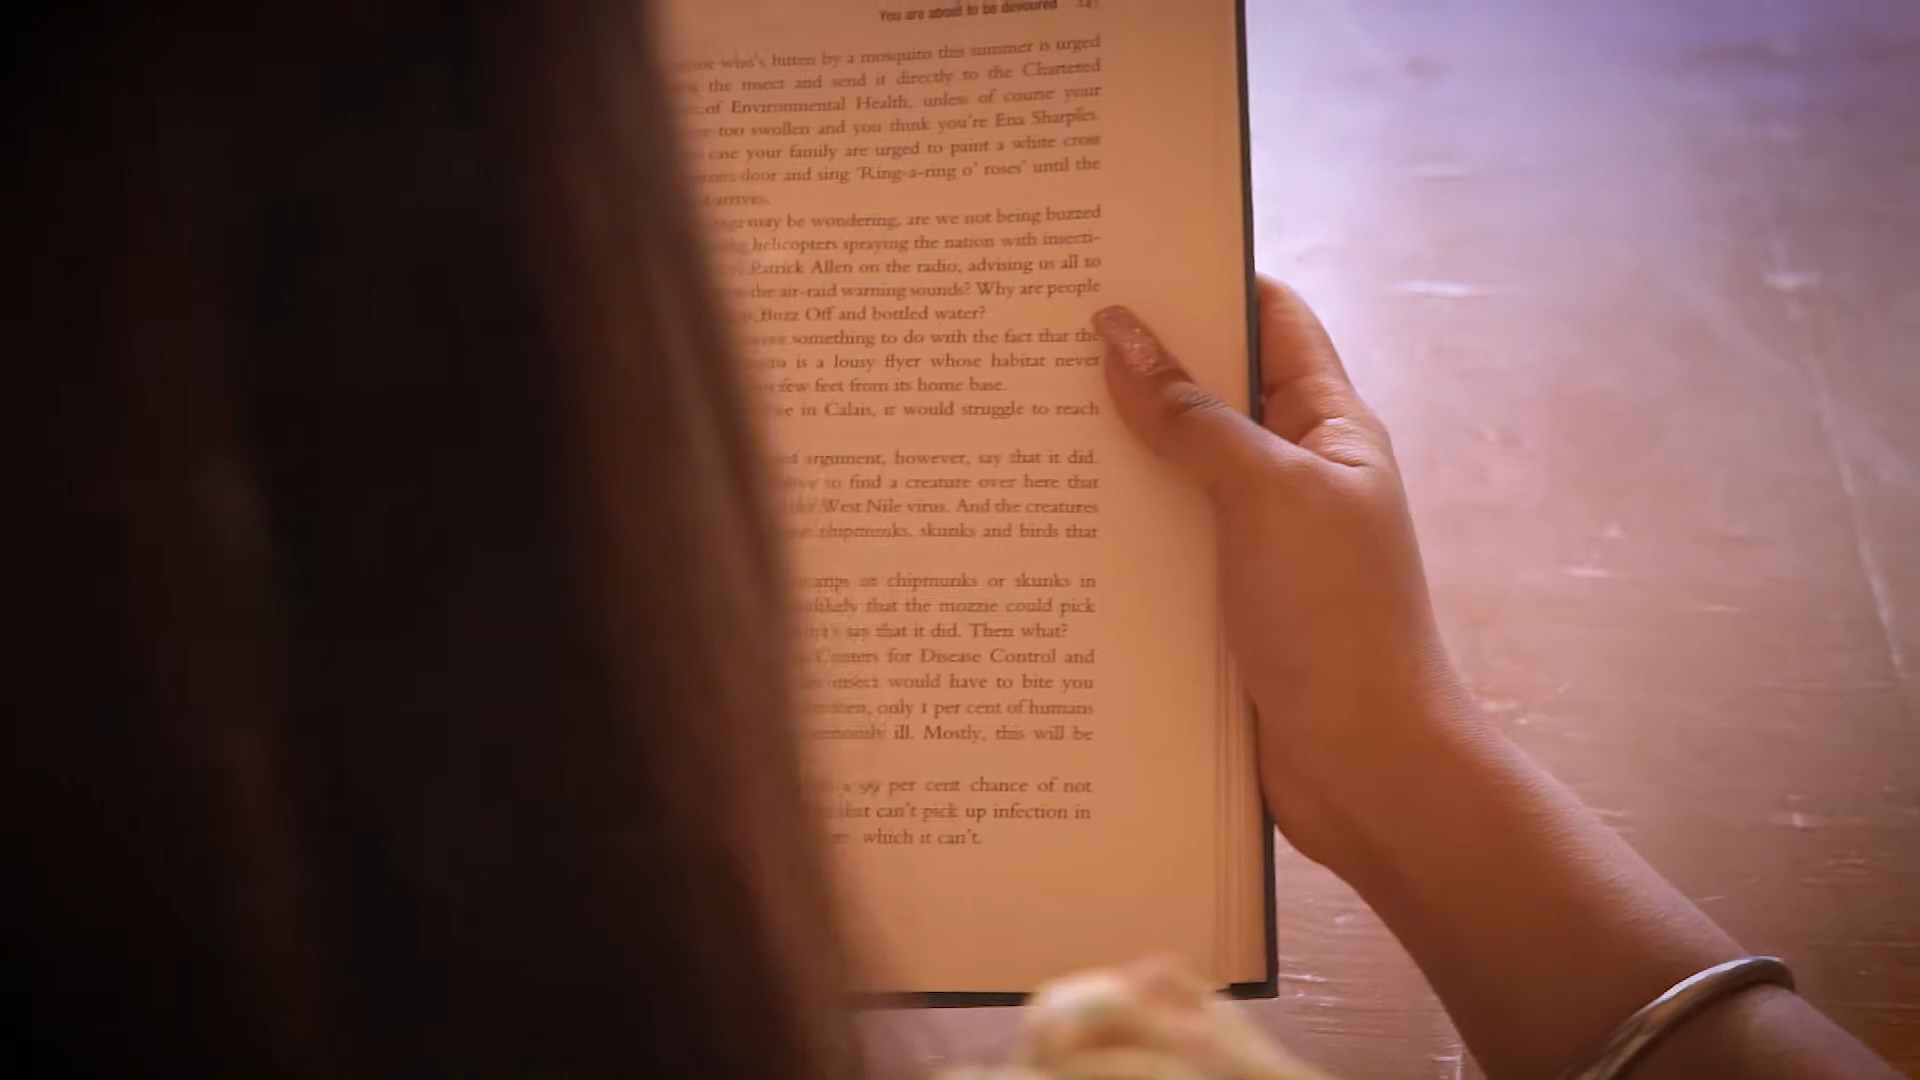 You are about to be devoured
who's bitten by a mosquito this summer is urged
the insect and send it directly to the Chartered
of Environmental Health, unless of course your
too swollen and you think you're Ena Sharples.
case your family are urged to paint a white cross
door and sing 'Ring-a-ring o' roses' until the
arrives.
may be wondering, are we not being buzzed
helicopters spraying the nation with insecti-
Patrick Allen on the radio, advising us all to
the air-raid warning sounds? Why are people
Buzz Off and bottled water?
something to do with the fact that the
is a lousy flyer whose habitat never
few feet from its home base.
in Calais, it would struggle to reach
argument, however, say that it did.
to find a creature over here that
West Nile virus. And the creatures
chipmunks, skunks and birds that
or chipmunks or skunks in
that the mozzie could pick
say that it did. Then what?
Centers for Disease Control and
insect would have to bite you
only 1 per cent of humans
ill. Mostly, this will be
99 per cent chance of not
that can't pick up infection in
which it can't.